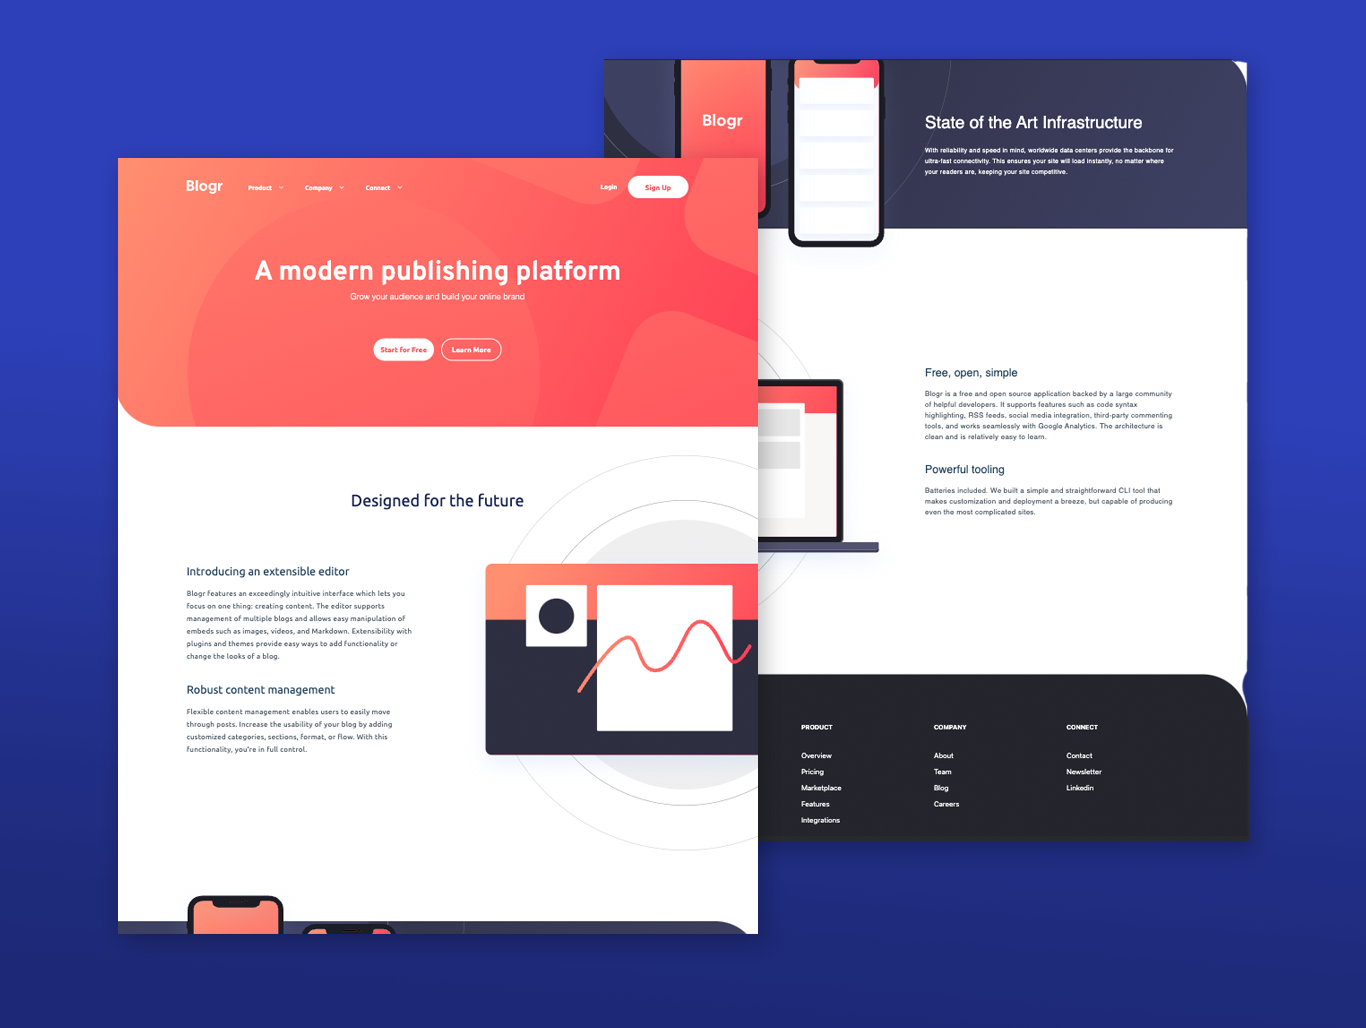 Blogr
Product
Company
Connect
Login
Sign Up
A modern publishing platform
Grow your audience and build your online brand
Start for Free
Learn More
Designed for the future
Introducing an extensible editor
Blogr features an exceedingly intuitive interface which lets you
focus on one thing: creating content. The editor supports
management of multiple blogs and allows easy manipulation of
embeds such as images, videos, and Markdown. Extensibility with
plugins and themes provide easy ways to add functionality or
change the looks of a blog.
Robust content management
Flexible content management enables users to easily move
through posts. Increase the usability of your blog by adding
customized categories, sections, format, or flow. With this
functionality, you're in full control.
Blogr
State of the Art Infrastructure
With reliability and speed in mind, worldwide data centers provide the backbone for
ultra-fast connectivity. This ensures your site will load instantly, no matter where
your readers are, keeping your site competitive.
Free, open, simple
Blogr is a free and open source application backed by a large community
of helpful developers. It supports features such as code syntax
highlighting, RSS feeds, social media integration, third-party commenting
tools, and works seamlessly with Google Analytics. The architecture is
clean and is relatively easy to learn.
Powerful tooling
Batteries included. We built a simple and straightforward CLI tool that
makes customization and deployment a breeze, but capable of producing
even the most complicated sites.
PRODUCT
Overview
Pricing
Marketplace
Features
Integrations
COMPANY
About
Team
Blog
Careers
CONNECT
Contact
Newsletter
Linkedin